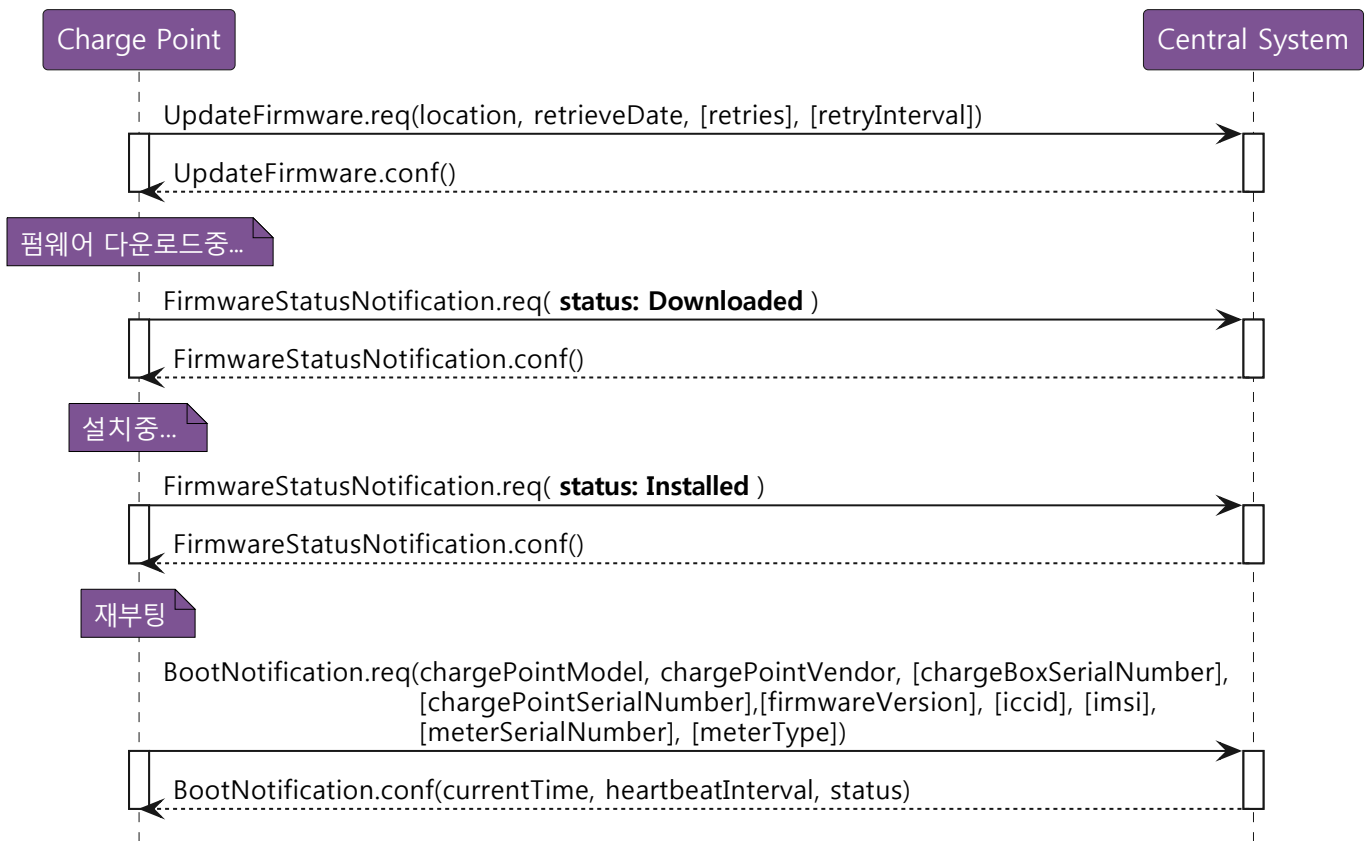 Charge Point
Central System
UpdateFirmware.req(location, retrieveDate, [retries], [retryInterval])
UpdateFirmware.conf()
펌웨어 다운로드중...
FirmwareStatusNotification.req( status: Downloaded )
FirmwareStatusNotification.conf()
설치중...
FirmwareStatusNotification.req( status: Installed )
FirmwareStatusNotification.conf()
재부팅
BootNotification.req(chargePointModel, chargePointVendor, [chargeBoxSerialNumber],
[chargePointSerialNumber],[firmwareVersion], [iccid], [imsi],
[meterSerialNumber], [meterType])
BootNotification.conf(currentTime, heartbeatInterval, status)